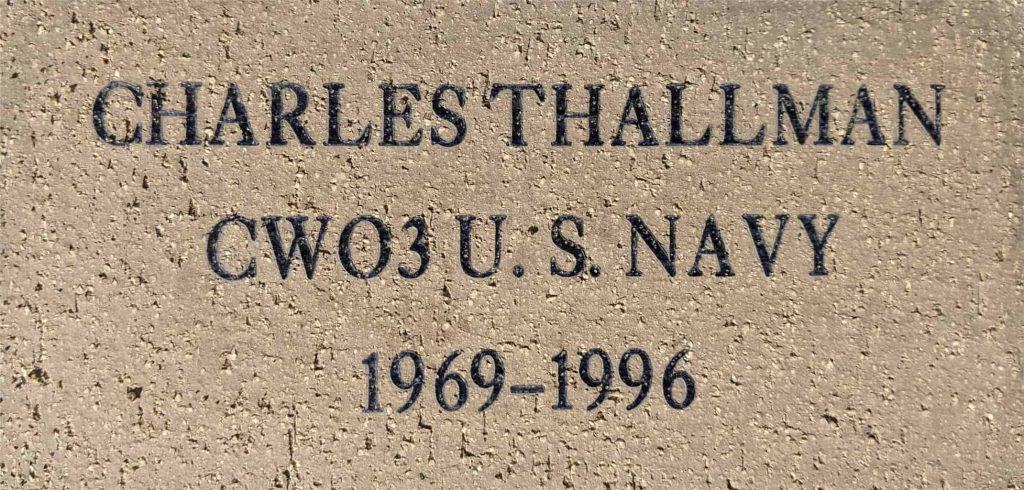 CHARLES THALLMAN
CWO3 U. S. NAVY
1969–1996